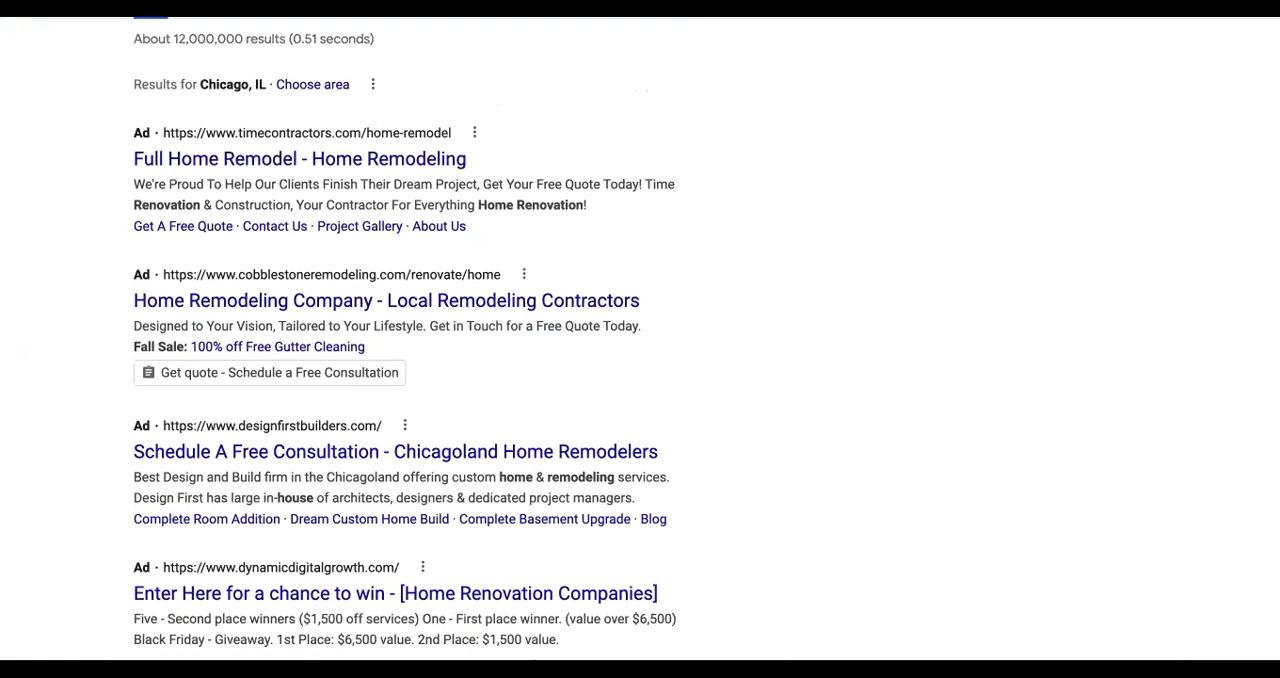 About 12,000,000 results (0.51 seconds)
Results for Chicago, IL · Choose area
Ad · https://www.timecontractors.com/home-remodel
Full Home Remodel - Home Remodeling
We're Proud To Help Our Clients Finish Their Dream Project, Get Your Free Quote Today! Time
Renovation & Construction, Your Contractor For Everything Home Renovation!
Get A Free Quote · Contact Us · Project Gallery · About Us
Ad · https://www.cobblestoneremodeling.com/renovate/home
Home Remodeling Company - Local Remodeling Contractors
Designed to Your Vision, Tailored to Your Lifestyle. Get in Touch for a Free Quote Today.
Fall Sale: 100% off Free Gutter Cleaning
Get quote - Schedule a Free Consultation
Ad · https://www.designfirstbuilders.com/
Schedule A Free Consultation - Chicagoland Home Remodelers
Best Design and Build firm in the Chicagoland offering custom home & remodeling services.
Design First has large in-house of architects, designers & dedicated project managers.
Complete Room Addition · Dream Custom Home Build · Complete Basement Upgrade · Blog
Ad · https://www.dynamicdigitalgrowth.com/
Enter Here for a chance to win - [Home Renovation Companies]
Five - Second place winners ($1,500 off services) One - First place winner. (value over $6,500)
Black Friday - Giveaway. 1st Place: $6,500 value. 2nd Place: $1,500 value.